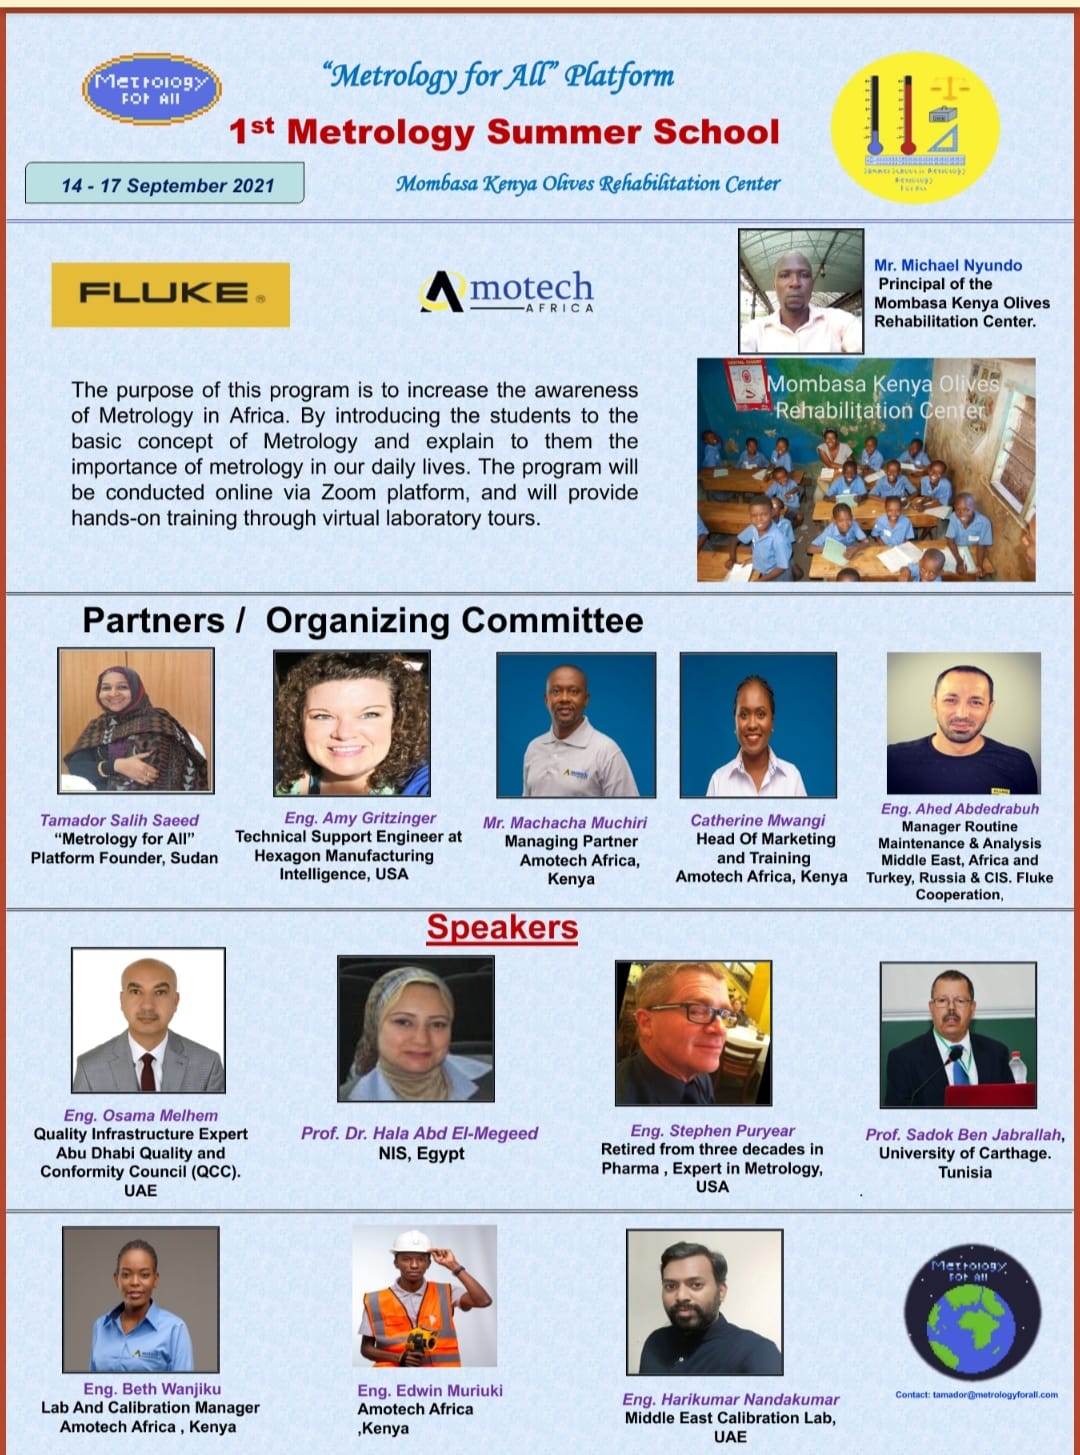 Metrology
For All
“Metrology for All” Platform
1st Metrology Summer School
14 - 17 September 2021
Mombasa Kenya Olives Rehabilitation Center
Summer School in Metrology
Metrology
For All
FLUKE®
Amotech
AFRICA
Mr. Michael Nyundo
Principal of the
Mombasa Kenya Olives
Rehabilitation Center.
The purpose of this program is to increase the awareness
of Metrology in Africa. By introducing the students to the
basic concept of Metrology and explain to them the
importance of metrology in our daily lives. The program will
be conducted online via Zoom platform, and will provide
hands-on training through virtual laboratory tours.
Mombasa Kenya Olives
Rehabilitation Center
Partners / Organizing Committee
Tamador Salih Saeed
“Metrology for All”
Platform Founder, Sudan
Eng. Amy Gritzinger
Technical Support Engineer at
Hexagon Manufacturing
Intelligence, USA
Mr. Machacha Muchiri
Managing Partner
Amotech Africa,
Kenya
Catherine Mwangi
Head Of Marketing
and Training
Amotech Africa, Kenya
Eng. Ahed Abdedrabuh
Manager Routine
Maintenance & Analysis
Middle East, Africa and
Turkey, Russia & CIS. Fluke
Cooperation,
Speakers
Eng. Osama Melhem
Quality Infrastructure Expert
Abu Dhabi Quality and
Conformity Council (QCC).
UAE
Prof. Dr. Hala Abd El-Megeed
NIS, Egypt
Eng. Stephen Puryear
Retired from three decades in
Pharma , Expert in Metrology,
USA
Prof. Sadok Ben Jabrallah,
University of Carthage.
Tunisia
.
Eng. Beth Wanjiku
Lab And Calibration Manager
Amotech Africa , Kenya
Eng. Edwin Muriuki
Amotech Africa
,Kenya
Eng. Harikumar Nandakumar
Middle East Calibration Lab,
UAE
Metrology
For All
Contact: tamador@metrologyforall.com